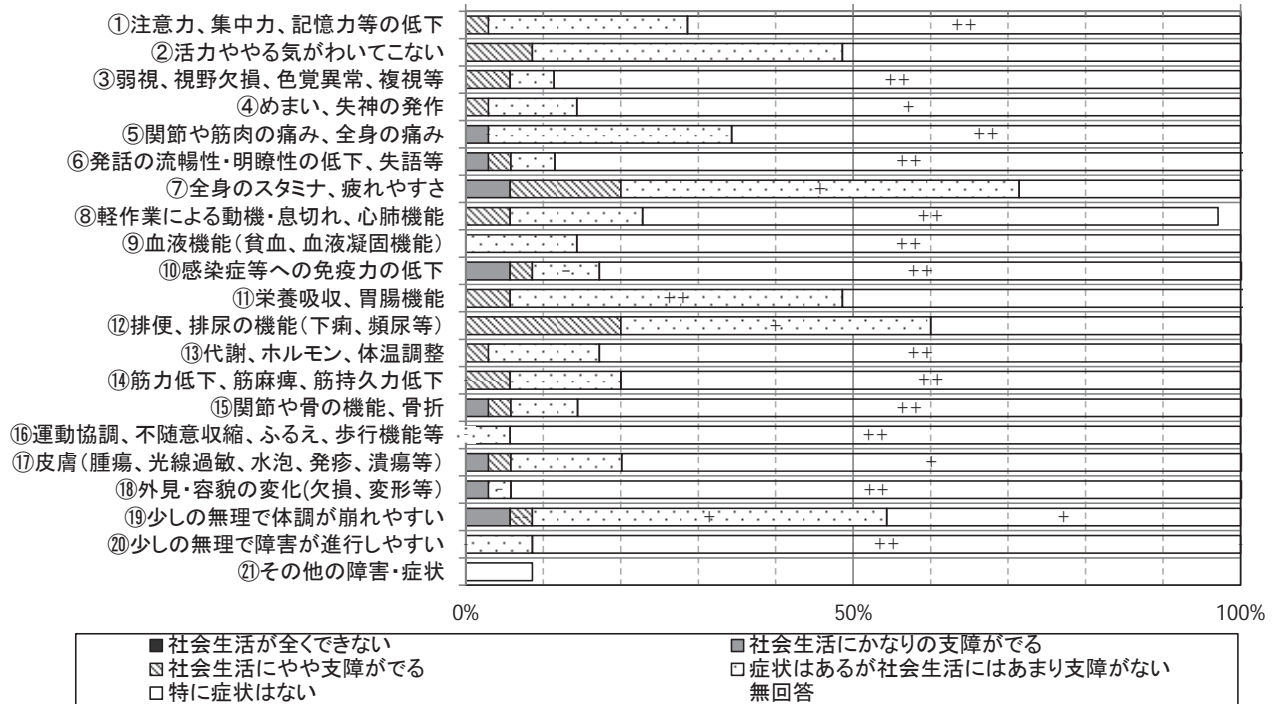 ①注意力、集中力、記憶力等の低下
++
②活力ややる気がわいてこない
③弱視、視野欠損、色覚異常、複視等
++
④めまい、失神の発作
+
⑤関節や筋肉の痛み、全身の痛み
++
⑥発話の流暢性・明瞭性の低下、失語等
++
⑦全身のスタミナ、疲れやすさ
+
⑧軽作業による動機・息切れ、心肺機能
++
⑨血液機能（貧血、血液凝固機能）
++
⑩感染症等への免疫力の低下
- ++
⑪栄養吸収、胃腸機能
++
⑫排便、排尿の機能（下痢、頻尿等）
+
⑬代謝、ホルモン、体温調整
++
⑭筋力低下、筋麻痺、筋持久力低下
++
⑮関節や骨の機能、骨折
++
⑯運動協調、不随意収縮、ふるえ、歩行機能等
++
⑰皮膚（腫瘍、光線過敏、水泡、発疹、潰瘍等）
+
⑱外見・容貌の変化(欠損、変形等）
- ++
⑲少しの無理で体調が崩れやすい
+ +
⑳少しの無理で障害が進行しやすい
++
㉑その他の障害・症状
0% 50% 100%
社会生活が全くできない 社会生活にかなりの支障がでる
社会生活にやや支障がでる 症状はあるが社会生活にはあまり支障がない
特に症状はない 無回答